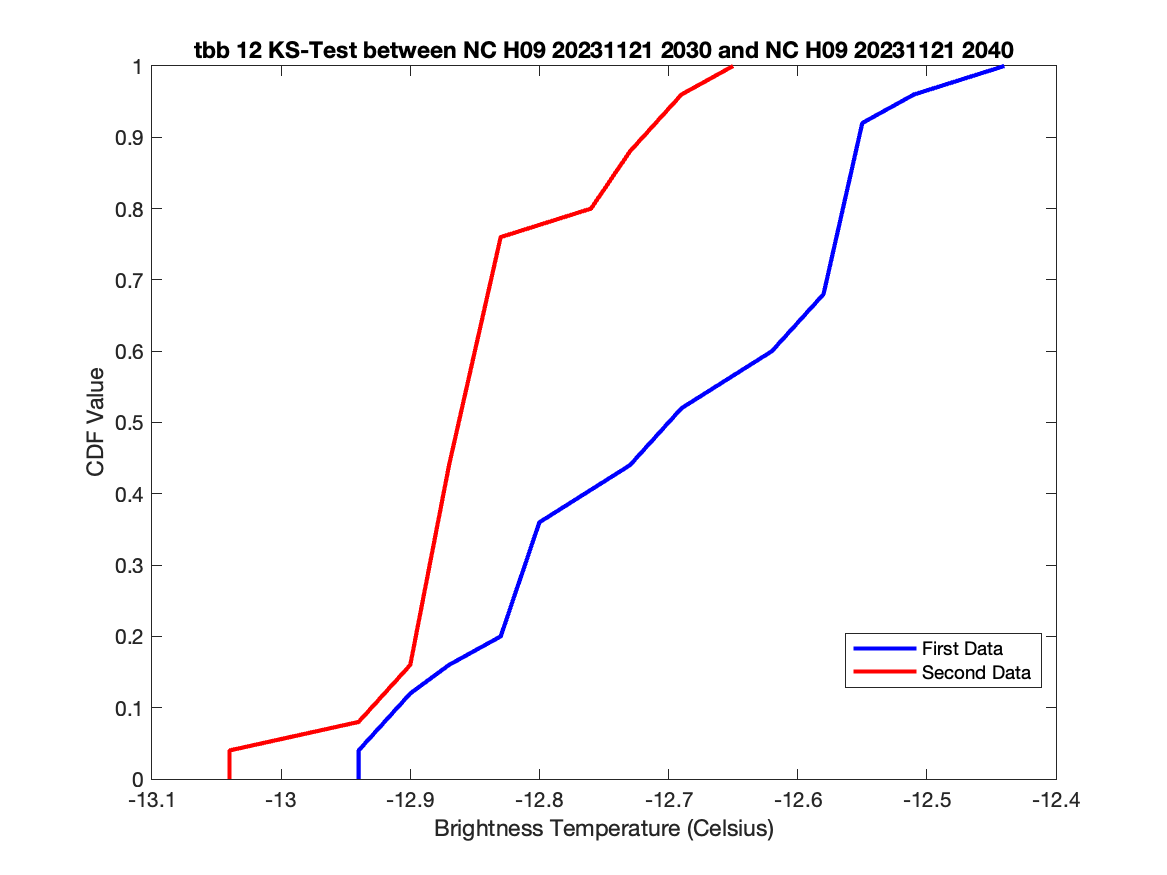 tbb 12 KS-Test between NC H09 20231121 2030 and NC H09 20231121 2040
1
0.9
0.8
0.7
0.6
0.5
0.4
0.3
0.2
0.1
0
CDF Value
First Data
Second Data
-13.1 -13 -12.9 -12.8 -12.7 -12.6 -12.5 -12.4
Brightness Temperature (Celsius)